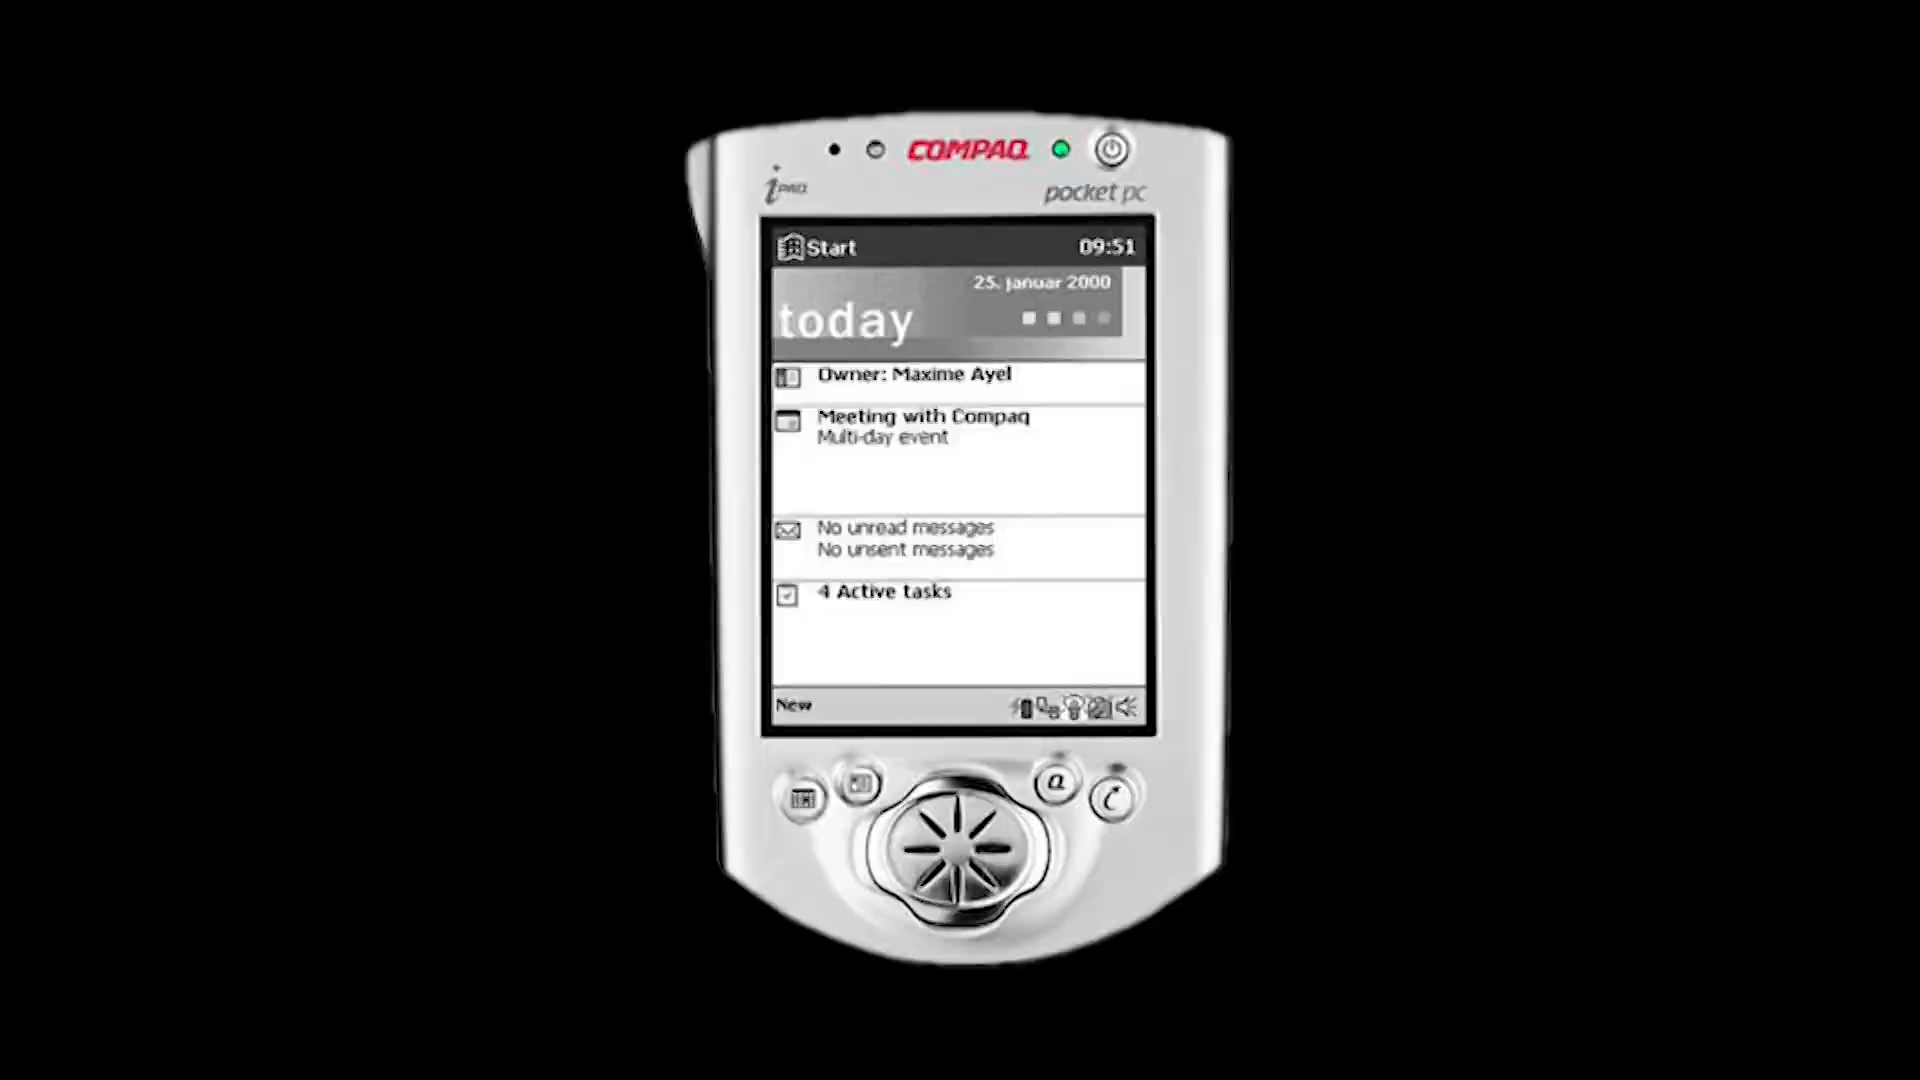 COMPAQ
iPAQ
pocket pc
Start 09:51
25. januar 2000
today
Owner: Maxime Ayel
Meeting with Compaq
Multi-day event
No unread messages
No unsent messages
4 Active tasks
New